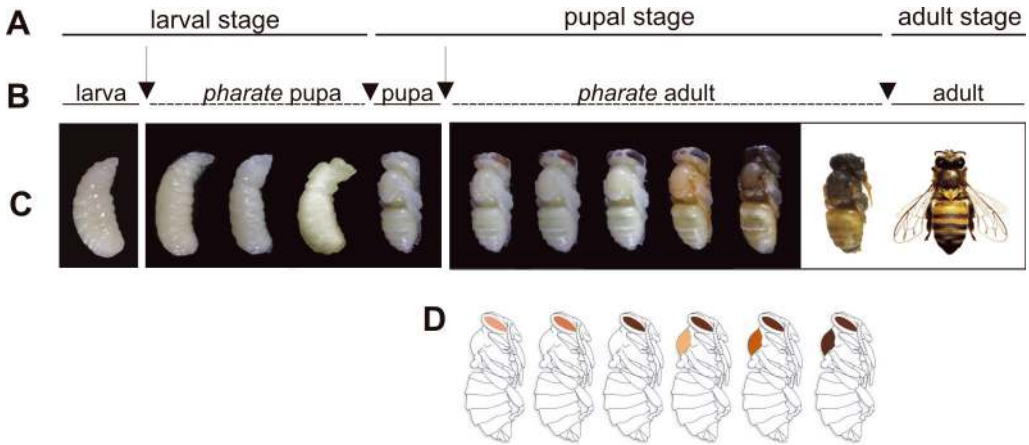 A larval stage pupal stage adult stage
B larva pharate pupa pupa pharate adult adult
C
D